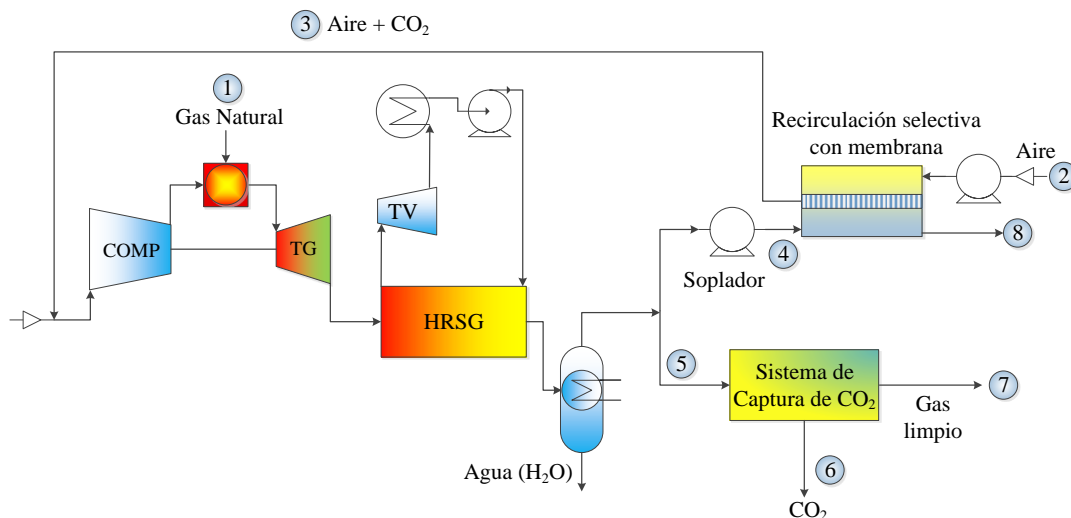 3 Aire + CO₂
1
Gas Natural
Recirculación selectiva
con membrana
Aire
2
TV
COMP
TG
8
4
Soplador
HRSG
5
Sistema de
Captura de CO₂
7
Gas
limpio
Agua (H₂O)
6
CO₂